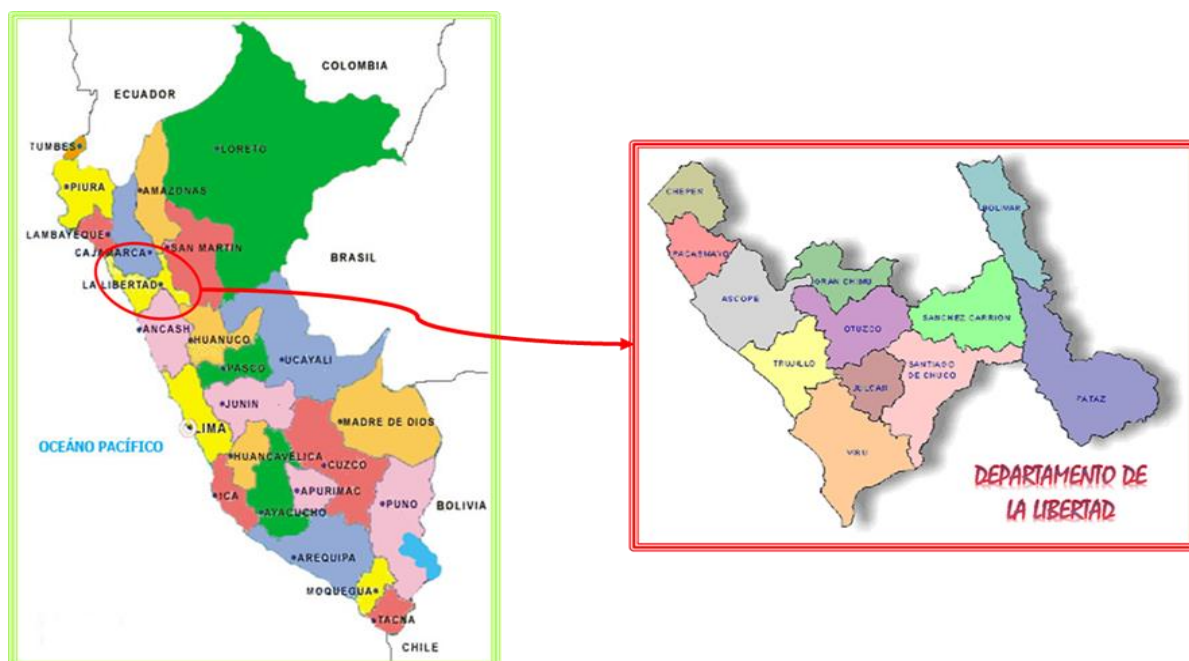 COLOMBIA
ECUADOR
TUMBES
LORETO
PIURA
AMAZONAS
LAMBAYEQUE
CAJAMARCA
SAN MARTIN
BRASIL
LA LIBERTAD
ANCASH
HUANUCO
UCAYALI
PASCO
JUNIN
MADRE DE DIOS
LIMA
OCEÁNO PACÍFICO
HUANCAVELICA
CUZCO
ICA
APURIMAC
PUNO
AYACUCHO
BOLIVIA
AREQUIPA
MOQUEGUA
TACNA
CHILE
CHEPEN
BOLIVAR
PACASMAYO
GRAN CHIMU
ASCOPE
OTUZCO
SANCHEZ CARRION
TRUJILLO
SANTIAGO
DE CHUCO
JULCAN
PATAZ
VIRU
DEPARTAMENTO DE
LA LIBERTAD